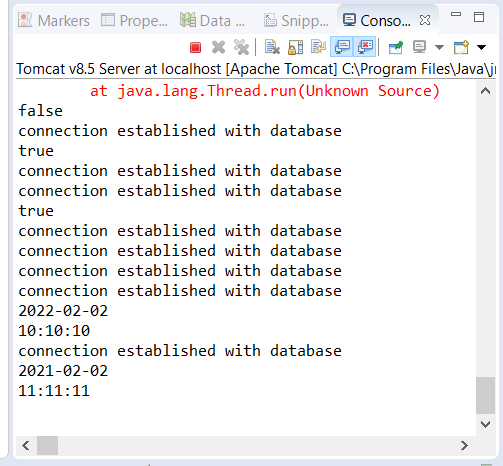 Markers Prope... Data ... Snipp... Conso...
Tomcat v8.5 Server at localhost [Apache Tomcat] C:\Program Files\Java\jr
at java.lang.Thread.run(Unknown Source)
false
connection established with database
true
connection established with database
connection established with database
true
connection established with database
connection established with database
connection established with database
connection established with database
2022-02-02
10:10:10
connection established with database
2021-02-02
11:11:11